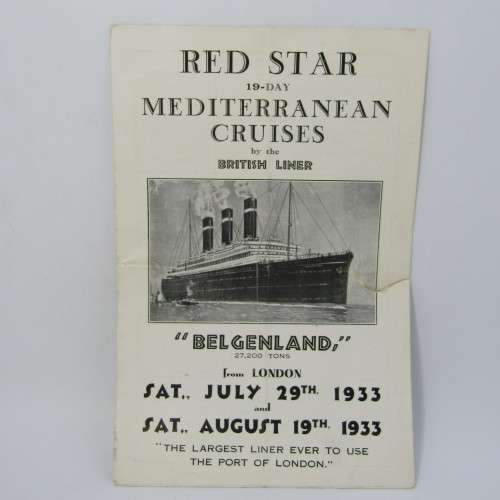 RED STAR
19-DAY
MEDITERRANEAN
CRUISES
by the
BRITISH LINER
"BELGENLAND,"
27,200 TONS
from LONDON
SAT,. JULY 29TH. 1933
and
SAT,. AUGUST 19TH. 1933
"THE LARGEST LINER EVER TO USE
THE PORT OF LONDON."